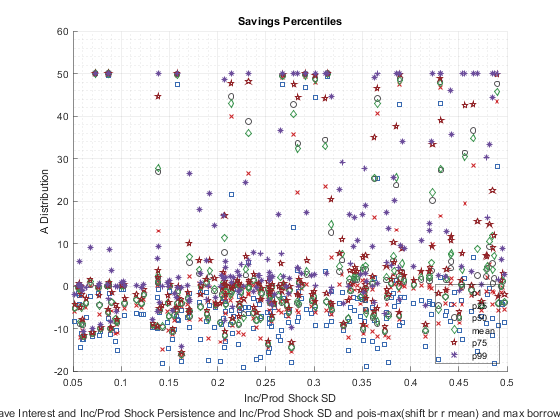 Savings Percentiles
60
50
40
30
20
10
0
-10
-20
A Distribution
mean
p75
p99
0.05
0.1
0.15
0.2
0.25
0.3
0.35
0.4
0.45
0.5
Inc/Prod Shock SD
ave Interest and Inc/Prod Shock Persistence and Inc/Prod Shock SD and pois-max(shift br r mean) and max borrow